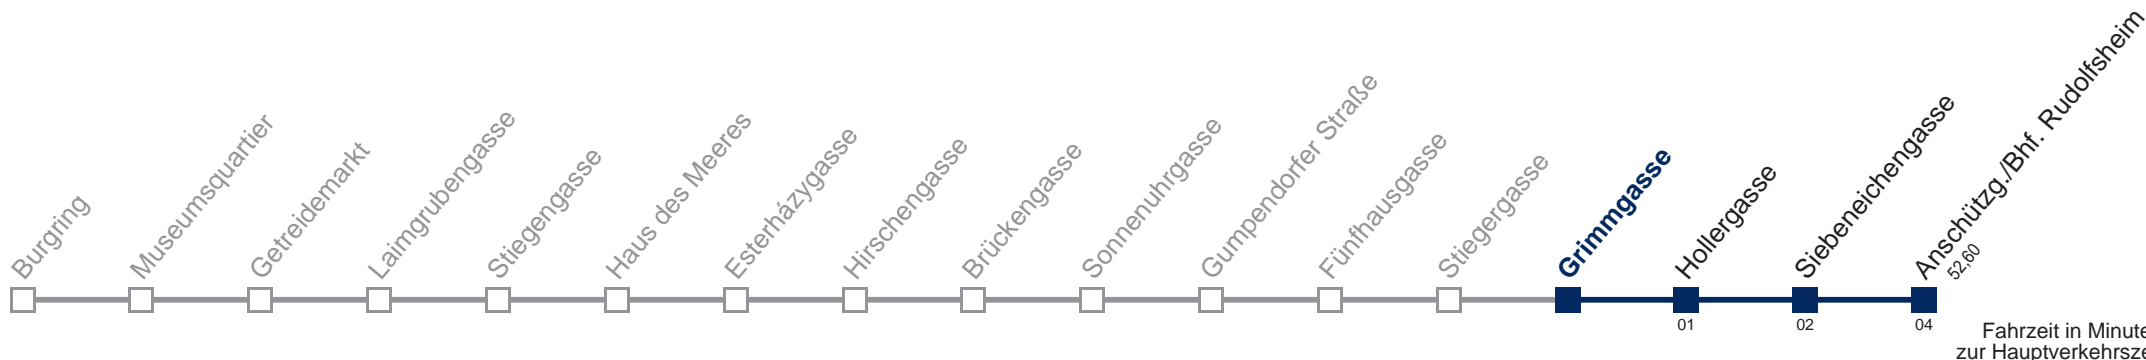 Burgring
Museumsquartier
Getreidemarkt
Laimgrubengasse
Stiegengasse
Haus des Meeres
Esterházygasse
Hirschengasse
Brückengasse
Sonnenuhrgasse
Gumpendorfer Straße
Fünfhausgasse
Stiegergasse
Grimmgasse
Hollergasse
Siebeneichengasse
Anschützg./Bhf. Rudolfsheim
52,60
01
02
04
Fahrzeit in Minute
zur Hauptverkehrsze